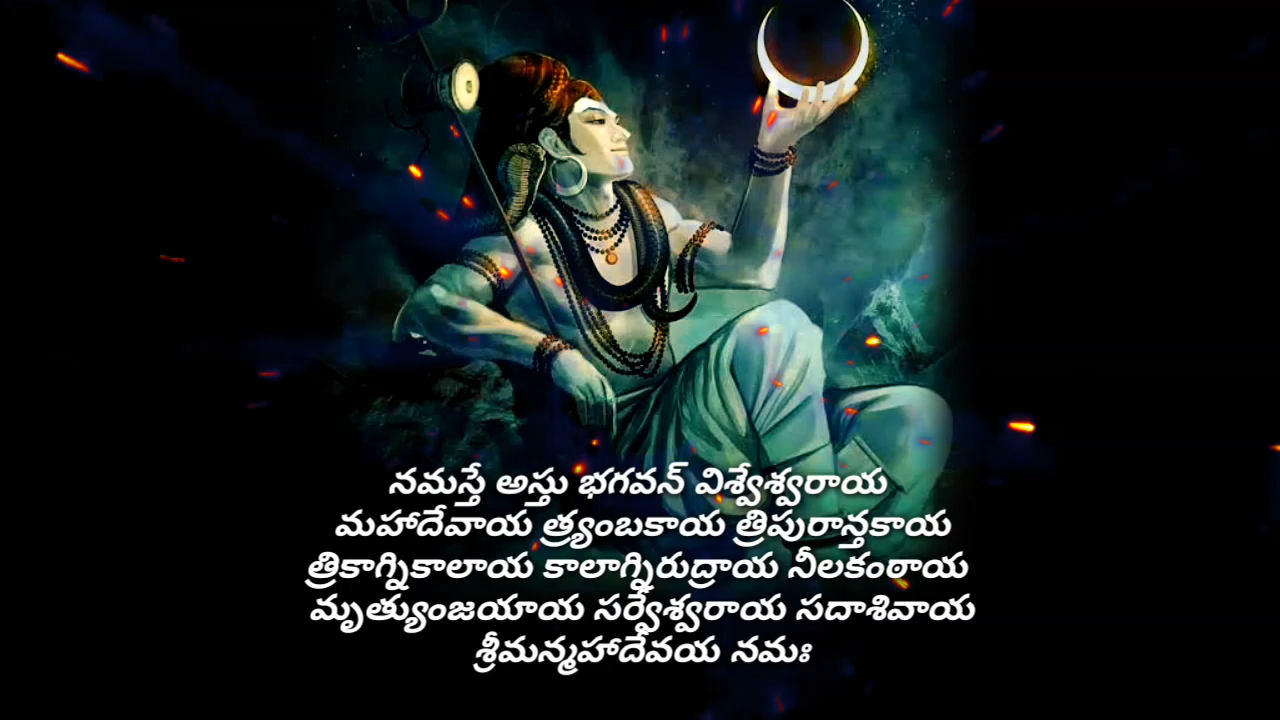 నమస్తే అస్తు భగవన్ విశ్వేశ్వరాయ
మహాదేవాయ త్ర్యంబకాయ త్రిపురాన్తకాయ
త్రికాగ్నికాలాయ కాలాగ్నిరుద్రాయ నీలకంఠాయ
మృత్యుంజయాయ సర్వేశ్వరాయ సదాశివాయ
శ్రీమన్మహాదేవయ నమః